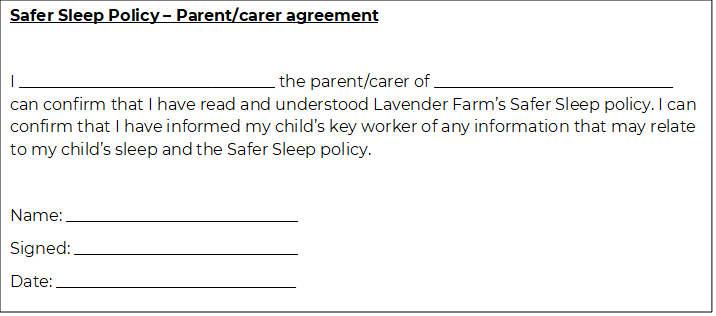 Safer Sleep Policy – Parent/carer agreement
I ______________________________ the parent/carer of ____________________________
can confirm that I have read and understood Lavender Farm’s Safer Sleep policy. I can
confirm that I have informed my child’s key worker of any information that may relate
to my child’s sleep and the Safer Sleep policy.
Name: ___________________________
Signed: __________________________
Date: ____________________________